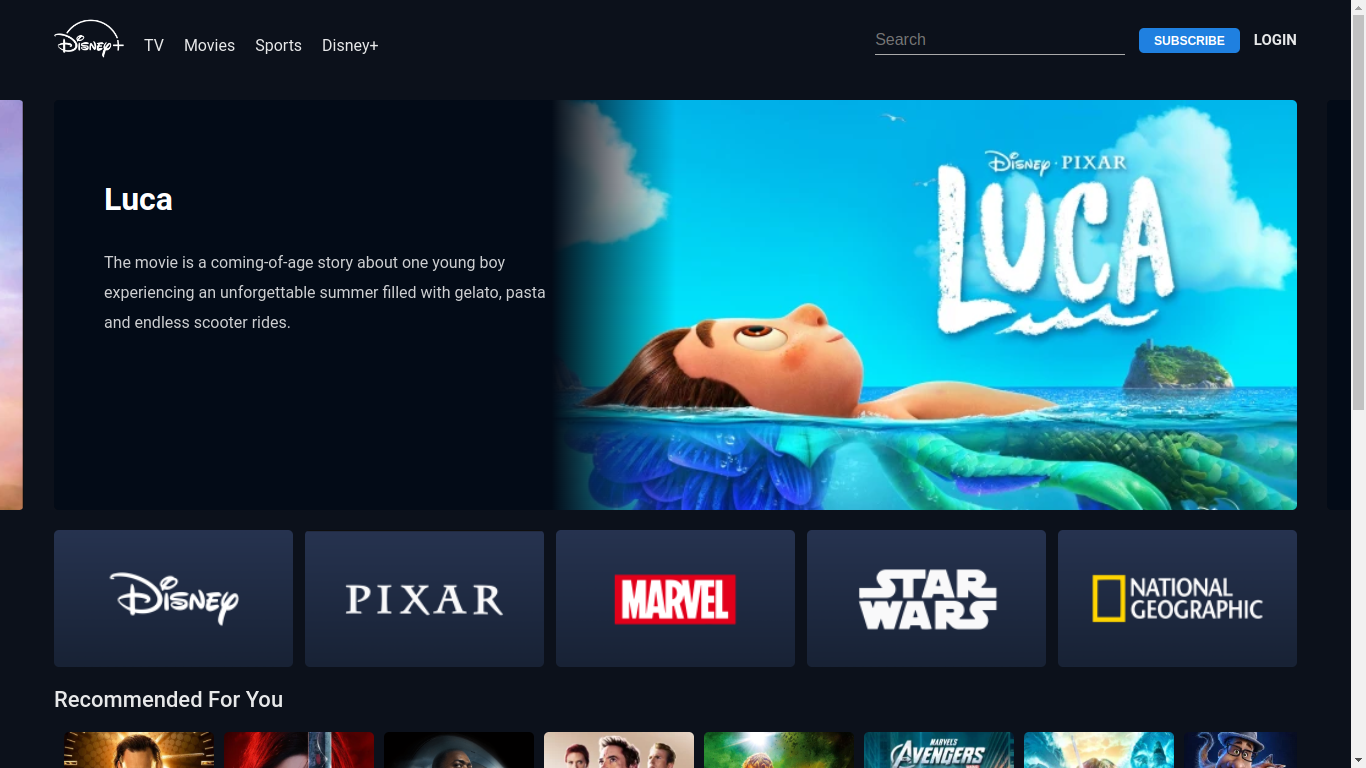 Disney+
TV Movies Sports Disney+
Search
SUBSCRIBE
LOGIN
Luca
The movie is a coming-of-age story about one young boy
experiencing an unforgettable summer filled with gelato, pasta
and endless scooter rides.
Disney · PIXAR
LUCA
Disney
PIXAR
MARVEL
STAR
WARS
NATIONAL
GEOGRAPHIC
Recommended For You
MARVEL'S
AVENGERS